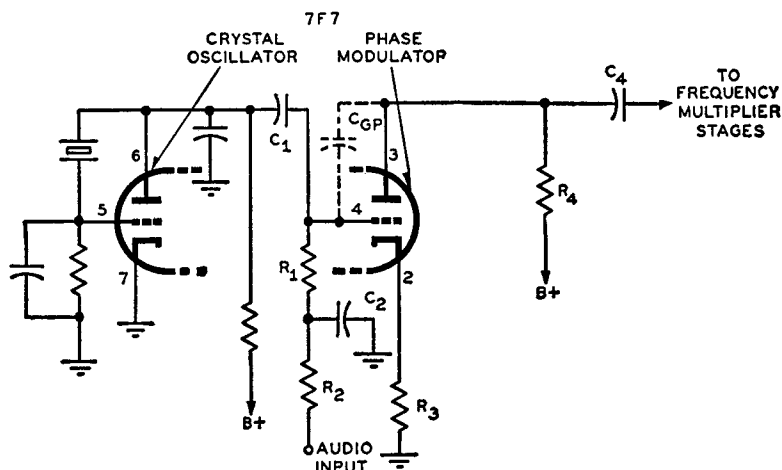 7F7
CRYSTAL
OSCILLATOR
PHASE
MODULATOR
C4
TO
FREQUENCY
MULTIPLIER
STAGES
C1
CGP
6
3
5
4
7
2
R4
R1
C2
B+
R2
R3
B+
AUDIO
INPUT